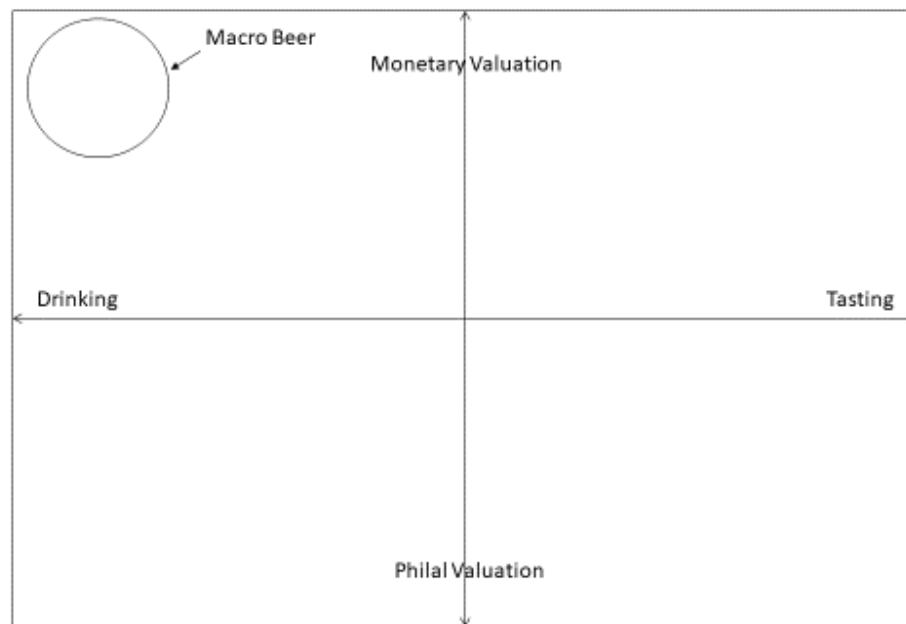 Macro Beer
Monetary Valuation
Drinking
Tasting
Philal Valuation